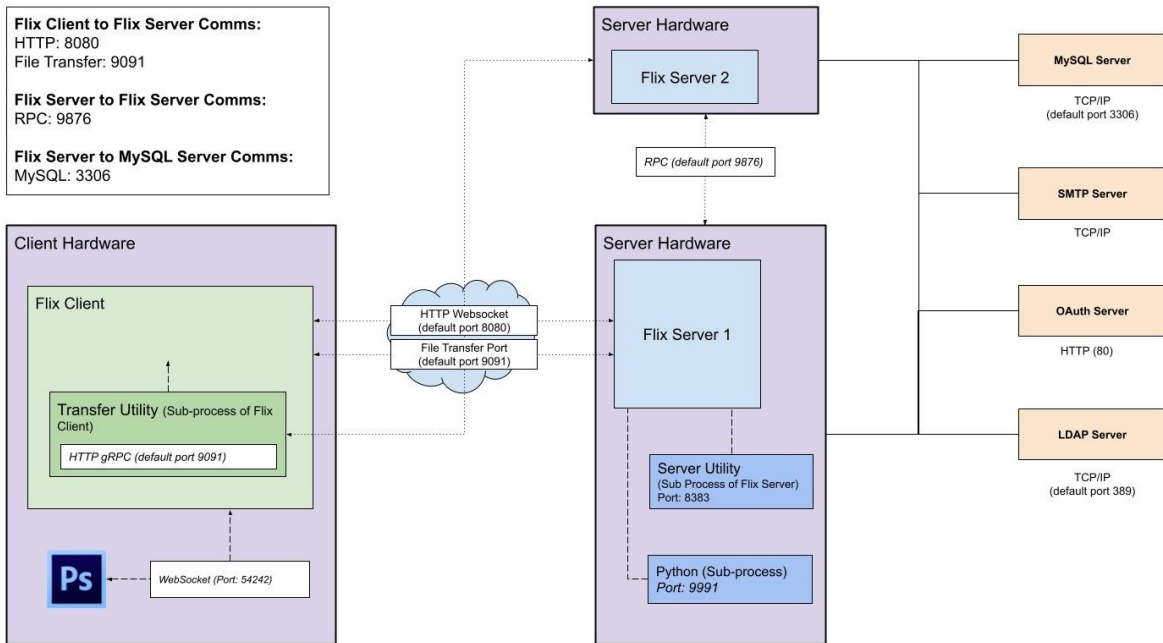 Flix Client to Flix Server Comms:
HTTP: 8080
File Transfer: 9091
Flix Server to Flix Server Comms:
RPC: 9876
Flix Server to MySQL Server Comms:
MySQL: 3306
Server Hardware
Flix Server 2
RPC (default port 9876)
MySQL Server
TCP/IP
(default port 3306)
SMTP Server
TCP/IP
OAuth Server
HTTP (80)
LDAP Server
TCP/IP
(default port 389)
Client Hardware
Flix Client
Transfer Utility (Sub-process of Flix
Client)
HTTP gRPC (default port 9091)
Ps
WebSocket (Port: 54242)
HTTP Websocket
(default port 8080)
File Transfer Port
(default port 9091)
Server Hardware
Flix Server 1
Server Utility
(Sub Process of Flix Server)
Port: 8383
Python (Sub-process)
Port: 9991